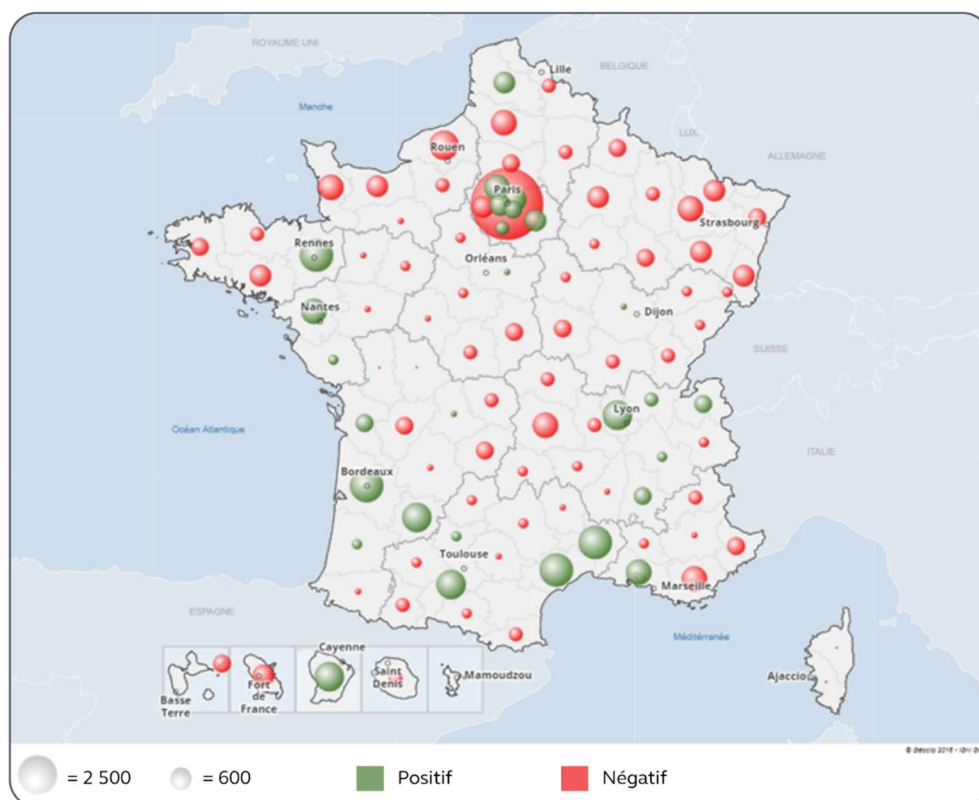 ROYAUME UNI
Lille
BELGIQUE
Manche
LUX.
Rouen
ALLEMAGNE
Paris
Strasbourg
Rennes
Orléans
Nantes
Dijon
SUISSE
Lyon
Océan Atlantique
ITALIE
Bordeaux
Toulouse
Marseille
ESPAGNE
Méditérranée
Cayenne
Saint
Denis
Mamoudzou
Ajaccio
Fort
de
France
Basse
Terre
= 2 500
= 600
Positif
Négatif